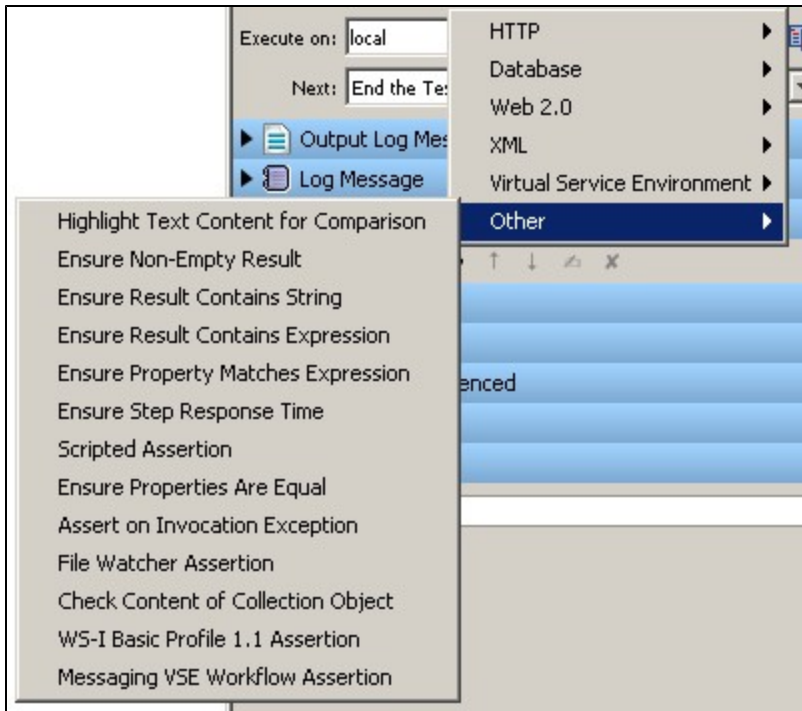 Execute on: local
Next: End the Te
Output Log Mes
Log Message
HTTP
Database
Web 2.0
XML
Virtual Service Environment
Other
Highlight Text Content for Comparison
Ensure Non-Empty Result
Ensure Result Contains String
Ensure Result Contains Expression
Ensure Property Matches Expression
Ensure Step Response Time
Scripted Assertion
Ensure Properties Are Equal
Assert on Invocation Exception
File Watcher Assertion
Check Content of Collection Object
WS-I Basic Profile 1.1 Assertion
Messaging VSE Workflow Assertion
enced